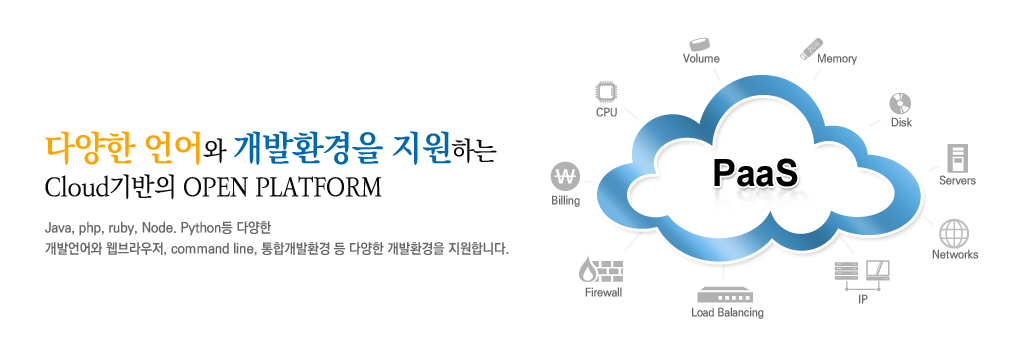 다양한 언어와 개발환경을 지원하는
Cloud기반의 OPEN PLATFORM
Java, php, ruby, Node. Python등 다양한
개발언어와 웹브라우저, command line, 통합개발환경 등 다양한 개발환경을 지원합니다.
Volume
Memory
CPU
Disk
PaaS
₩
Billing
Servers
Networks
Firewall
IP
Load Balancing